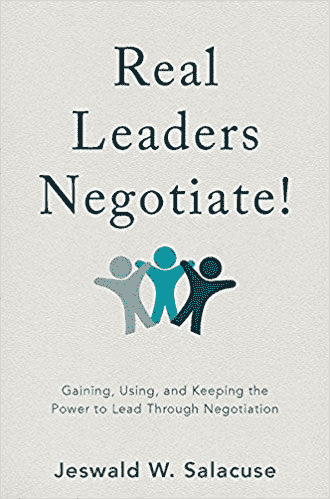 Real
Leaders
Negotiate!
Gaining, Using, and Keeping the
Power to Lead Through Negotiation
Jeswald W. Salacuse